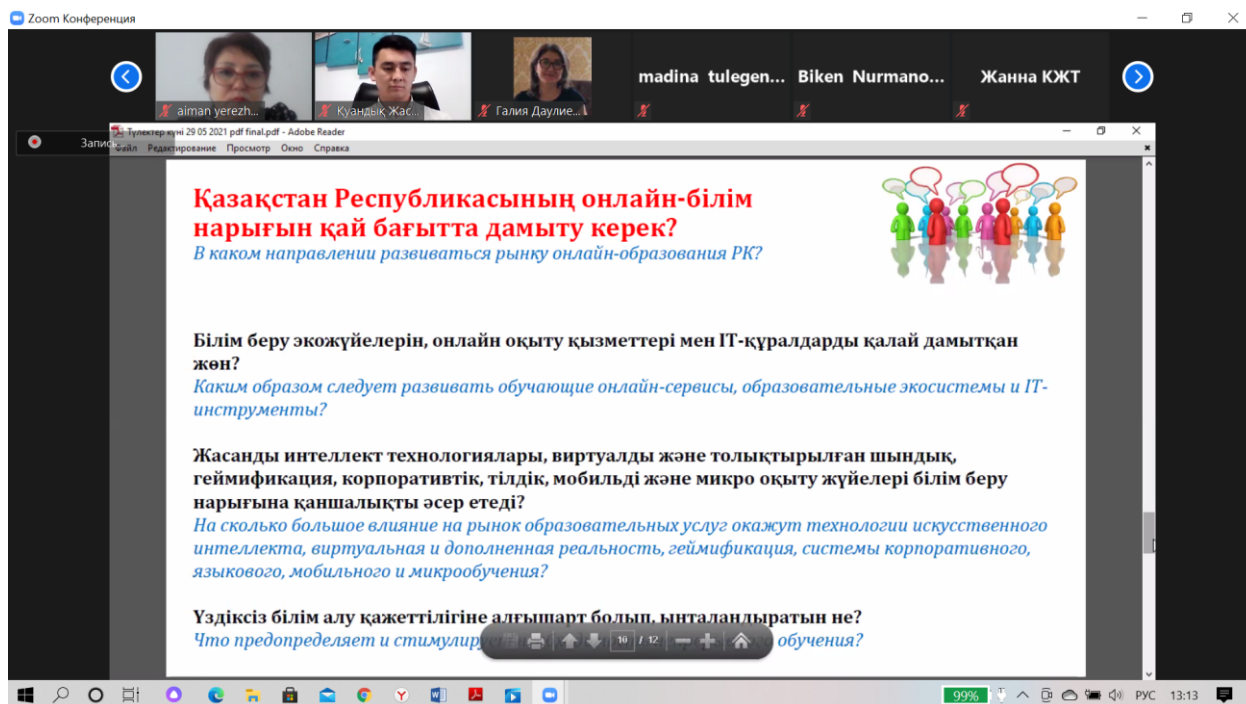 Zoom Конференция
aiman yerezh...
Куандық Жас...
Галия Даулие...
madina tulegen...
Biken Nurmano...
Жанна КЖТ
Запись
Түлектер күні 29 05 2021 pdf final.pdf - Adobe Reader
Файл Редактирование Просмотр Окно Справка
Қазақстан Республикасының онлайн-білім
нарығын қай бағытта дамыту керек?
В каком направлении развиваться рынку онлайн-образования РК?
Білім беру экожүйелерін, онлайн оқыту қызметтері мен IT-құралдарды қалай дамытқан
жөн?
Каким образом следует развивать обучающие онлайн-сервисы, образовательные экосистемы и IT-
инструменты?
Жасанды интеллект технологиялары, виртуалды және толықтырылған шындық,
геймификация, корпоративтік, тілдік, мобильді және микро оқыту жүйелері білім беру
нарығына қаншалықты әсер етеді?
На сколько большое влияние на рынок образовательных услуг окажут технологии искусственного
интеллекта, виртуальная и дополненная реальность, геймификация, системы корпоративного,
языкового, мобильного и микрообучения?
Үздіксіз білім алу қажеттілігіне алғышарт болып, ынталандыратын не?
Что предопределяет и стимулиру обучения?
10 / 12
99% РУС 13:13